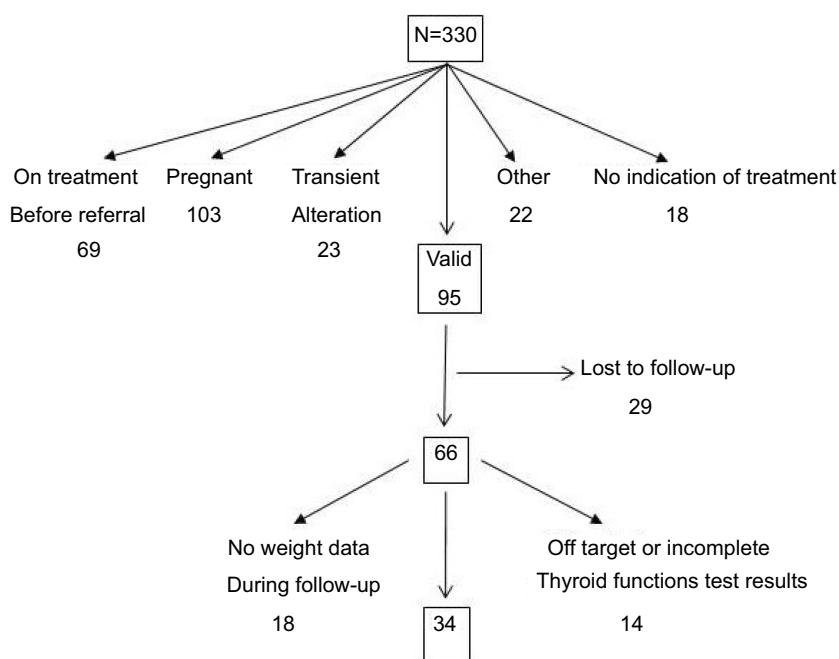 N=330
On treatment
Before referral
69
Pregnant
103
Transient
Alteration
23
Other
22
No indication of treatment
18
Valid
95
Lost to follow-up
29
66
No weight data
During follow-up
18
34
Off target or incomplete
Thyroid functions test results
14